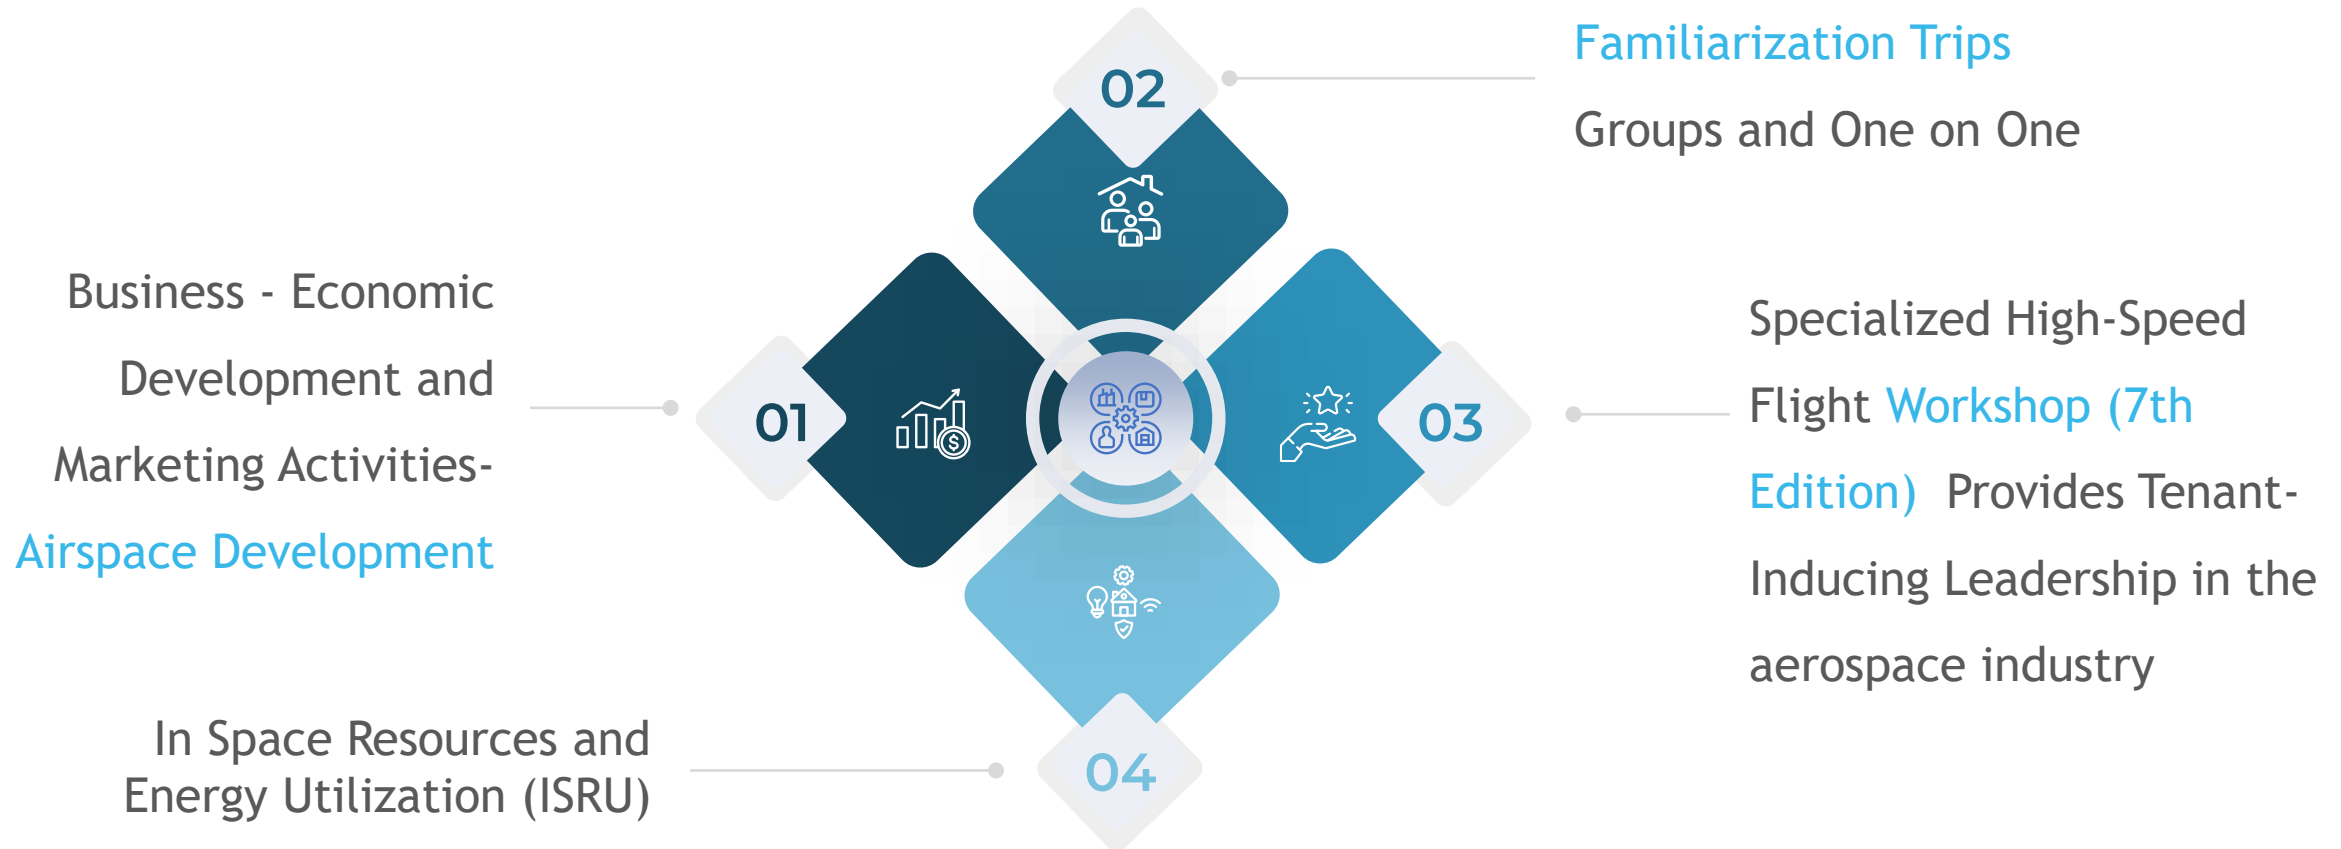 01
Business - Economic
Development and
Marketing Activities-
Airspace Development
02
Familiarization Trips
Groups and One on One
03
Specialized High-Speed
Flight Workshop (7th
Edition)  Provides Tenant-
Inducing Leadership in the
aerospace industry
04
In Space Resources and
Energy Utilization (ISRU)
$